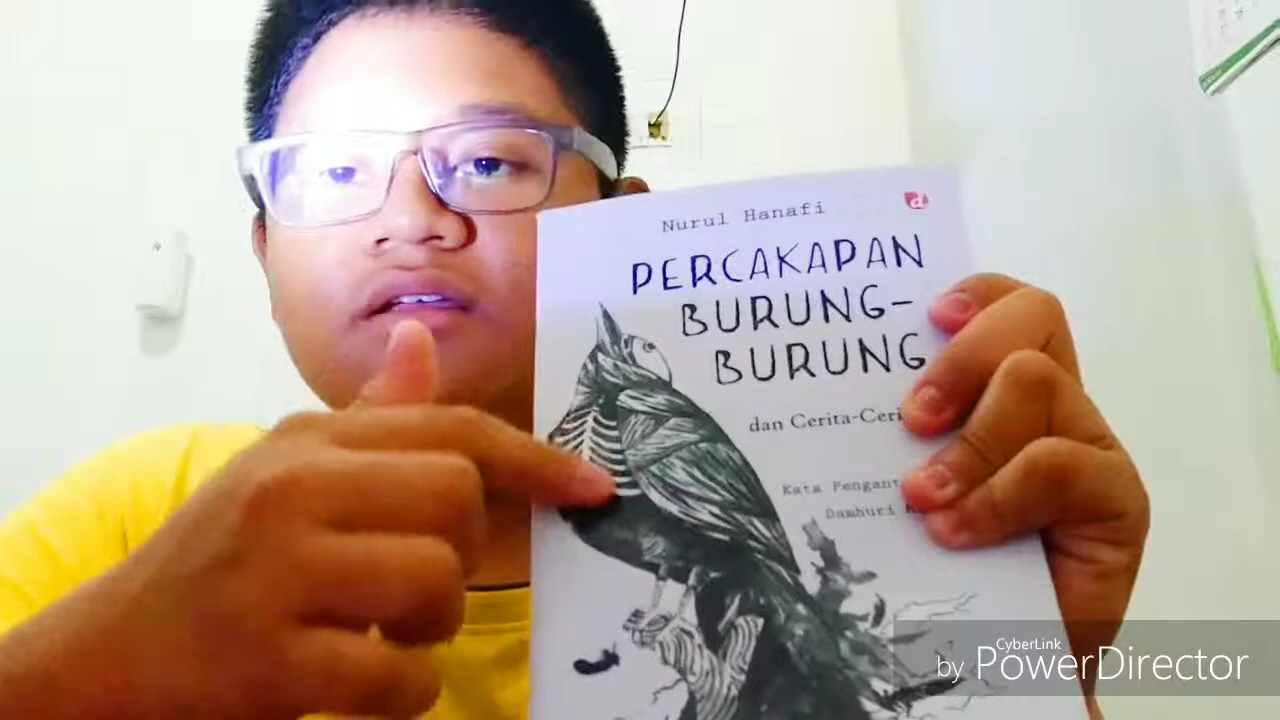 Nurul Hanafi
d
PERCAKAPAN
BURUNG-
BURUNG
dan Cerita-Ceri
Kata Pengant
Damhuri
CyberLink
by PowerDirector